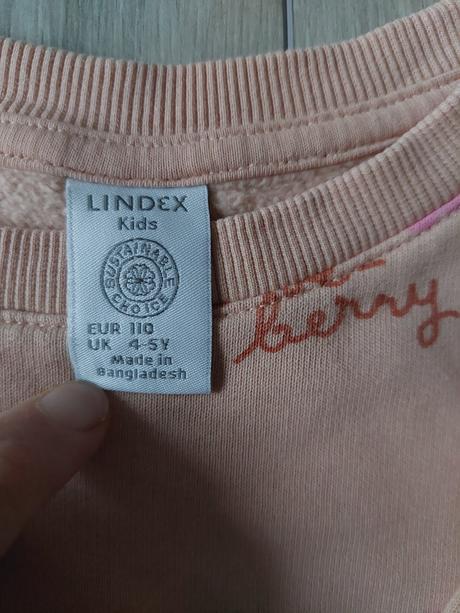 LINDEX
Kids
SUSTAINABLE
CHOICE
EUR 110
UK 4-5Y
Made in
Bangladesh
berry